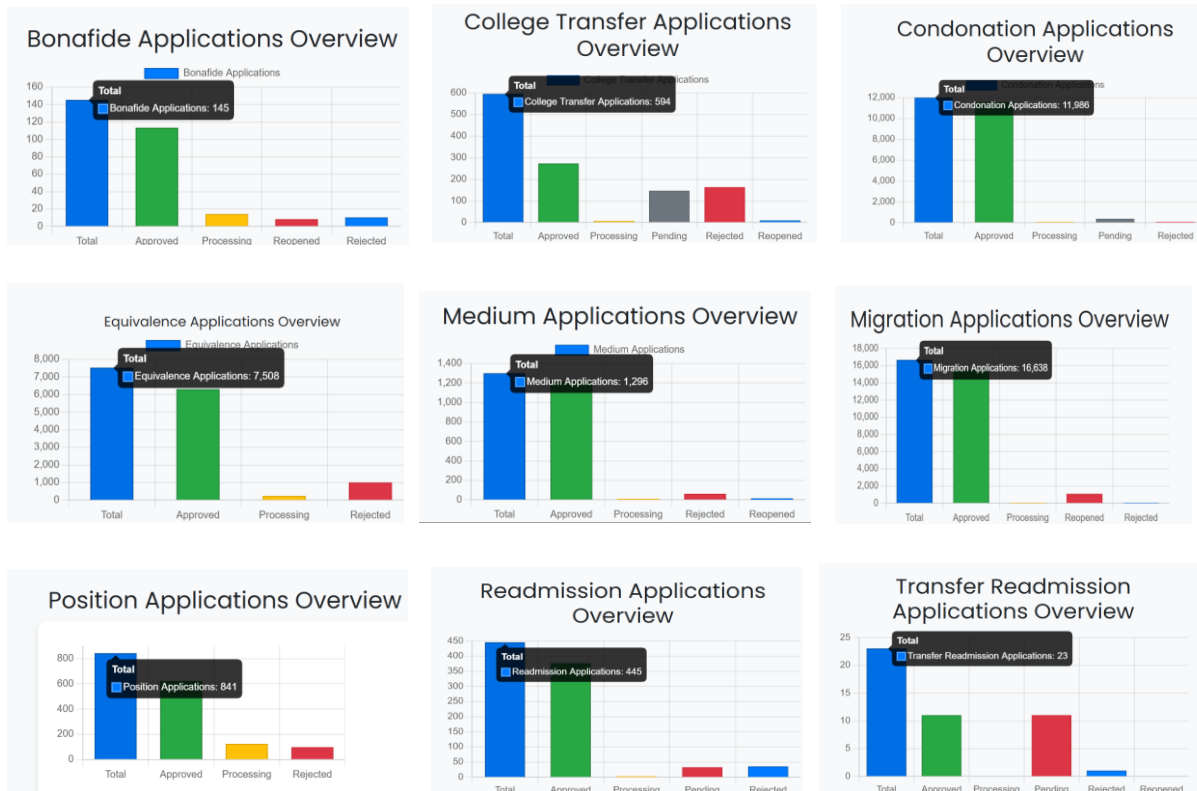 Bonafide Applications Overview
Bonafide Applications
160
140
120
100
80
60
40
20
0
Total
Bonafide Applications: 145
Total Approved Processing Reopened Rejected
College Transfer Applications
Overview
College Transfer Applications
600
500
400
300
200
100
0
Total
College Transfer Applications: 594
Total Approved Processing Pending Rejected Reopened
Condonation Applications
Overview
Condonation Applications
12,000
10,000
8,000
6,000
4,000
2,000
0
Total
Condonation Applications: 11,986
Total Approved Processing Pending Rejected
Equivalence Applications Overview
Equivalence Applications
8,000
7,000
6,000
5,000
4,000
3,000
2,000
1,000
0
Total
Equivalence Applications: 7,508
Total Approved Processing Rejected
Medium Applications Overview
Medium Applications
1,400
1,200
1,000
800
600
400
200
0
Total
Medium Applications: 1,296
Total Approved Processing Rejected Reopened
Migration Applications Overview
18,000
16,000
14,000
12,000
10,000
8,000
6,000
4,000
2,000
0
Total
Migration Applications: 16,638
Total Approved Processing Reopened Rejected
Position Applications Overview
800
600
400
200
0
Total
Position Applications: 841
Total Approved Processing Rejected
Readmission Applications
Overview
450
400
350
300
250
200
150
100
50
0
Total
Readmission Applications: 445
Total Approved Processing Pending Rejected
Transfer Readmission
Applications Overview
25
20
15
10
5
0
Total
Transfer Readmission Applications: 23
Total Approved Processing Pending Rejected Reopened